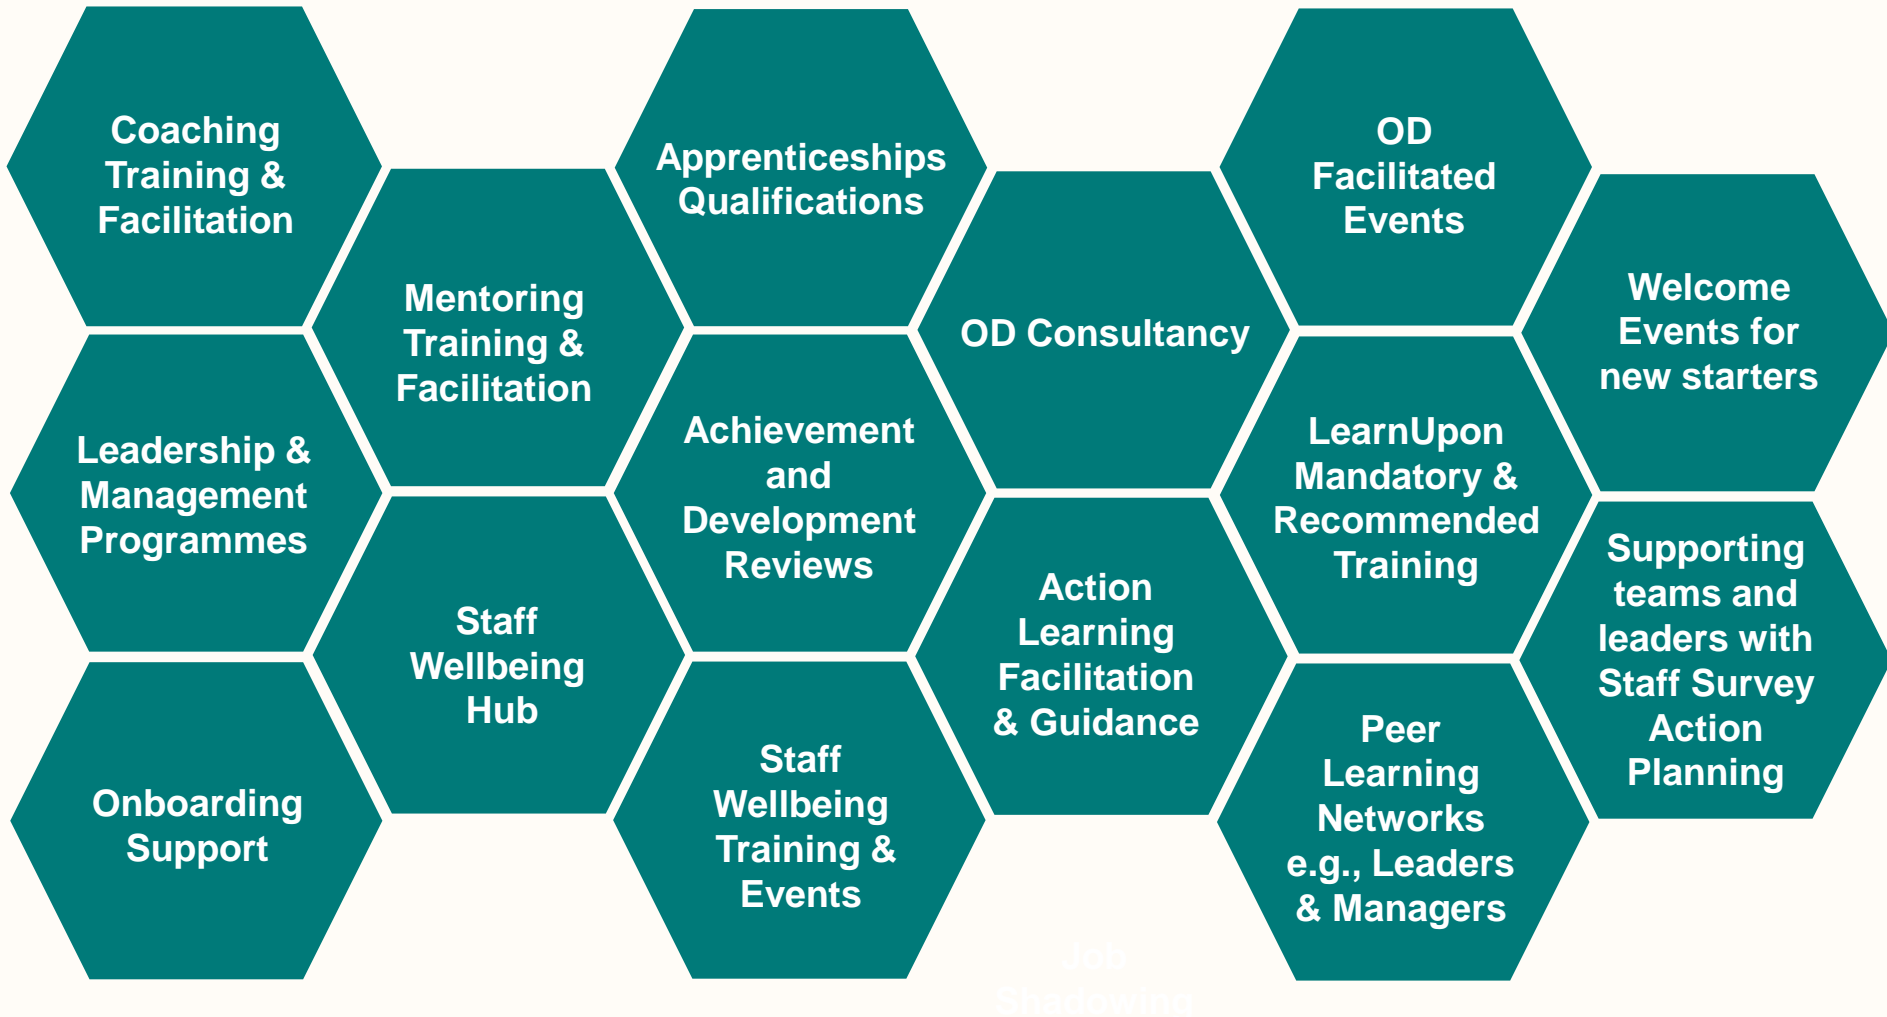 Coaching
Training &
Facilitation
Leadership &
Management
Programmes
Onboarding
Support
Mentoring
Training &
Facilitation
Staff
Wellbeing
Hub
Apprenticeships
Qualifications
Achievement
and
Development
Reviews
Staff
Wellbeing
Training &
Events
OD Consultancy
Action
Learning
Facilitation
& Guidance
Job
Shadowing
OD
Facilitated
Events
LearnUpon
Mandatory &
Recommended
Training
Peer
Learning
Networks
e.g., Leaders
& Managers
Welcome
Events for
new starters
Supporting
teams and
leaders with
Staff Survey
Action
Planning